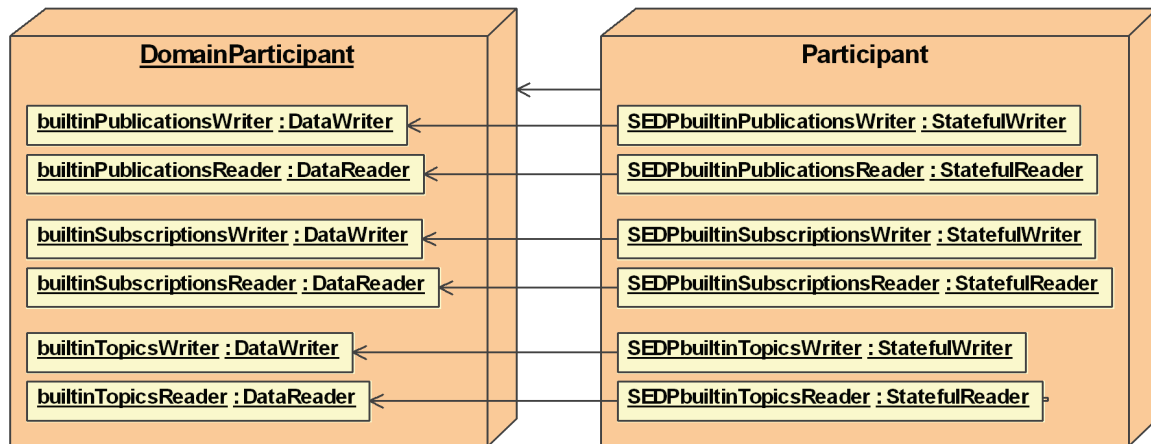 DomainParticipant
builtinPublicationsWriter :DataWriter
builtinPublicationsReader :DataReader
builtinSubscriptionsWriter :DataWriter
builtinSubscriptionsReader :DataReader
builtinTopicsWriter :DataWriter
builtinTopicsReader :DataReader
Participant
SEDPbuiltinPublicationsWriter :StatefulWriter
SEDPbuiltinPublicationsReader :StatefulReader
SEDPbuiltinSubscriptionsWriter :StatefulWriter
SEDPbuiltinSubscriptionsReader :StatefulReader
SEDPbuiltinTopicsWriter :StatefulWriter
SEDPbuiltinTopicsReader :StatefulReader